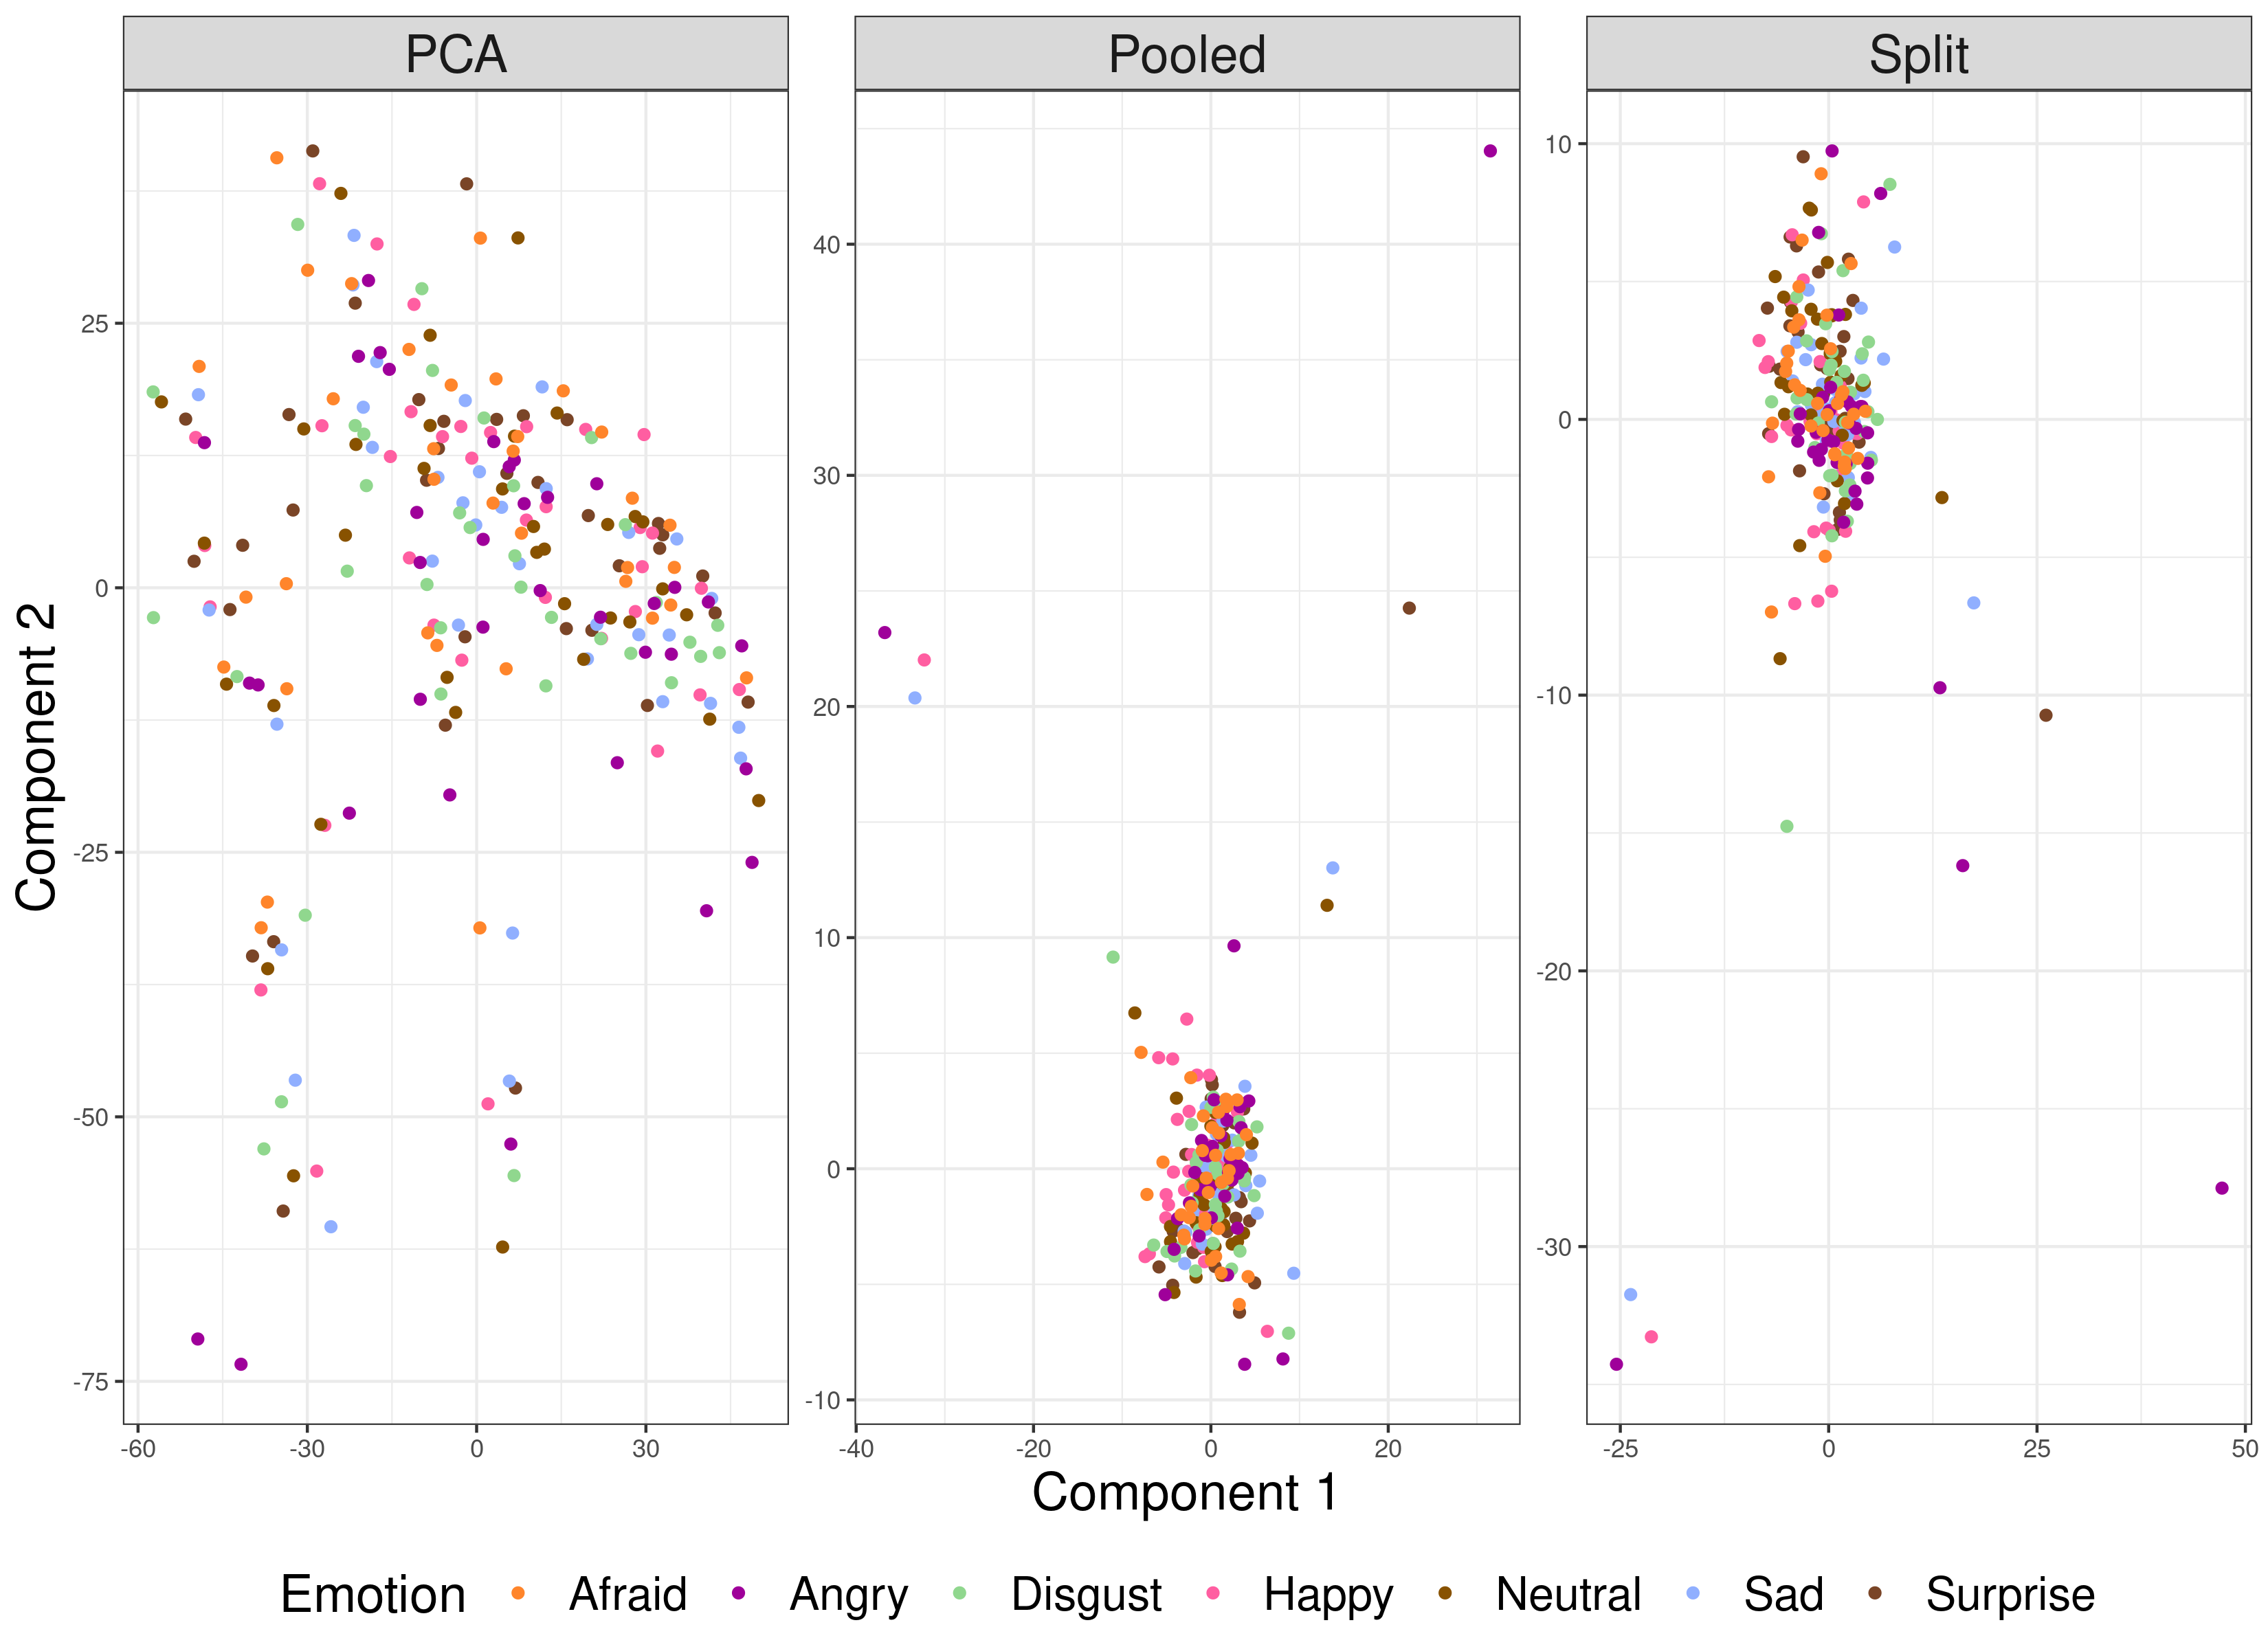 PCA Pooled Split
Component 2
25
0
-25
-50
-75
40
30
20
10
0
-10
10
0
-10
-20
-30
-60 -30 0 30
-40 -20 0 20
-25 0 25 50
Component 1
Emotion Afraid Angry Disgust Happy Neutral Sad Surprise